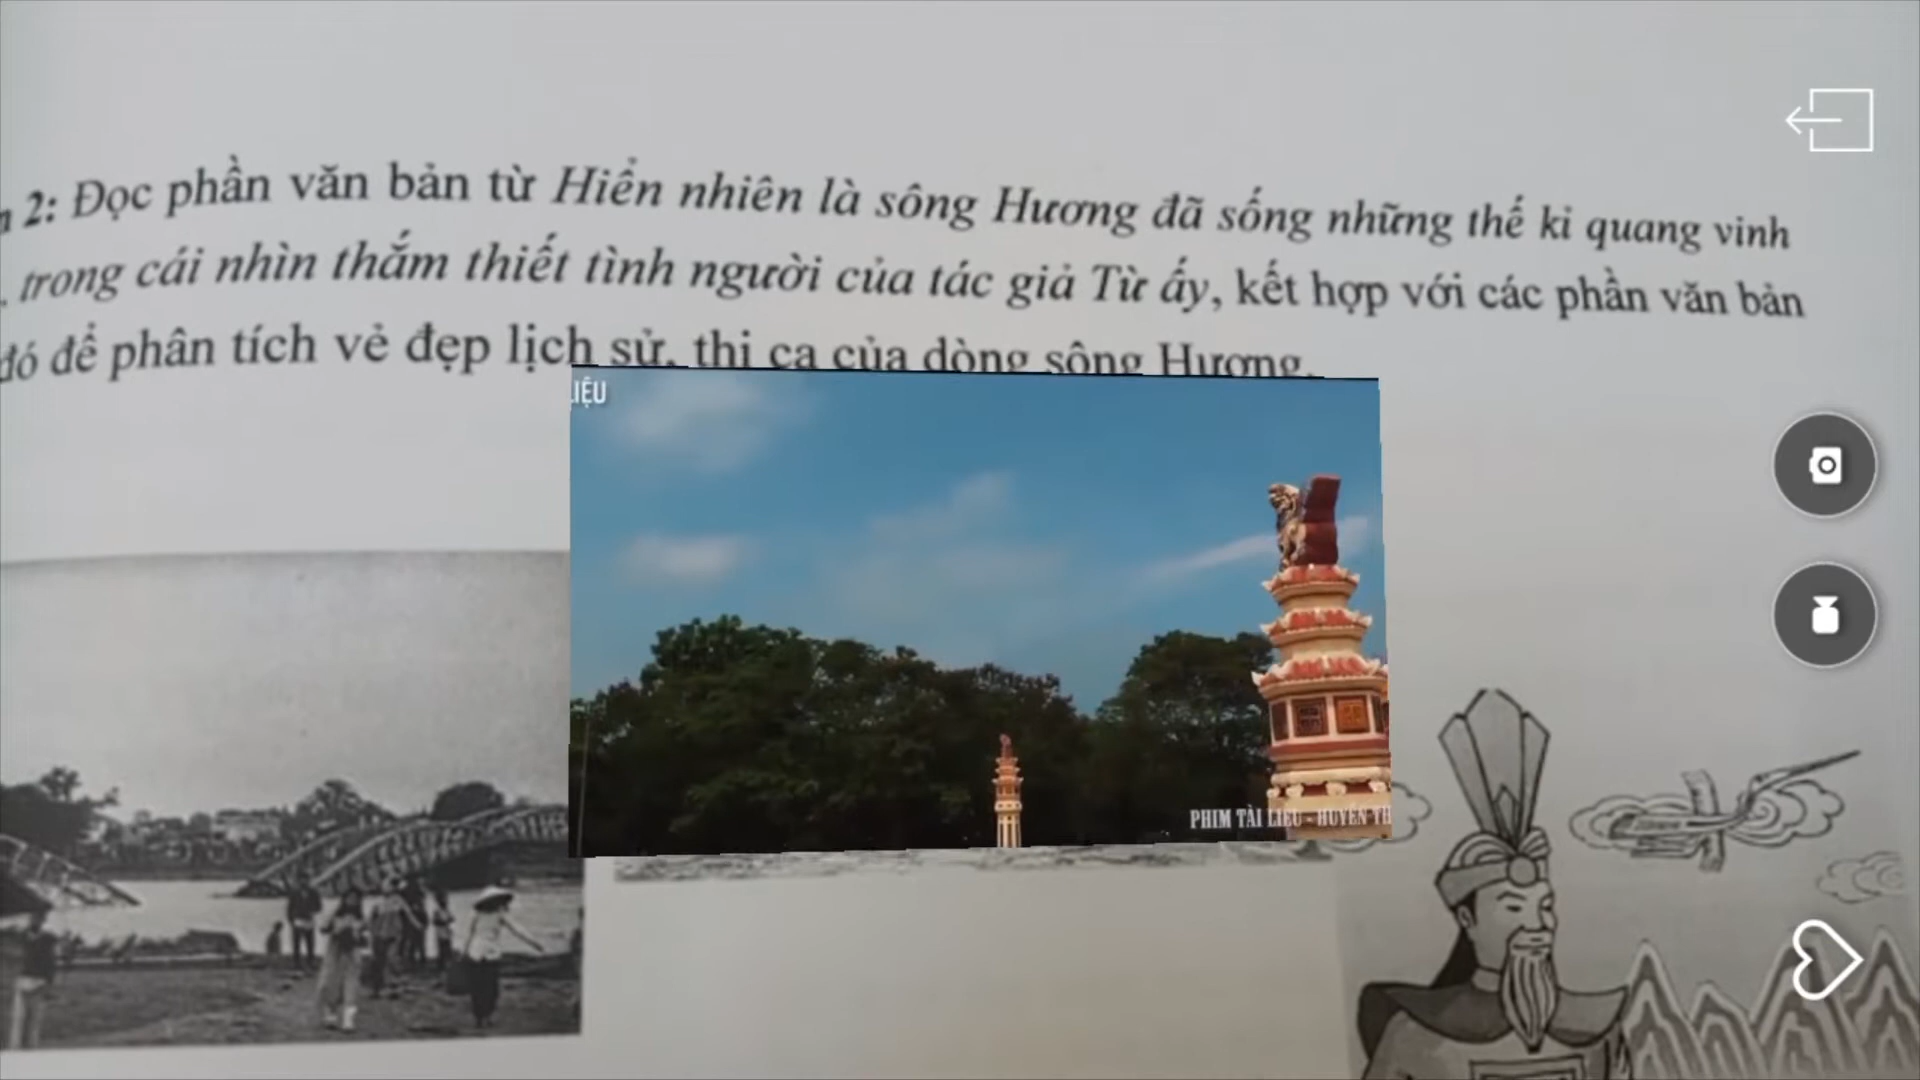 2: Đọc phần văn bản từ Hiển nhiên là sông Hương đã sống những thế kỉ quang vinh
trong cái nhìn thắm thiết tình người của tác giả Từ ấy, kết hợp với các phần văn bản
đó để phân tích vẻ đẹp lịch sử, thi ca của dòng sông Hương.
LIỆU
PHIM TÀI LIỆU - HUYỀN TH